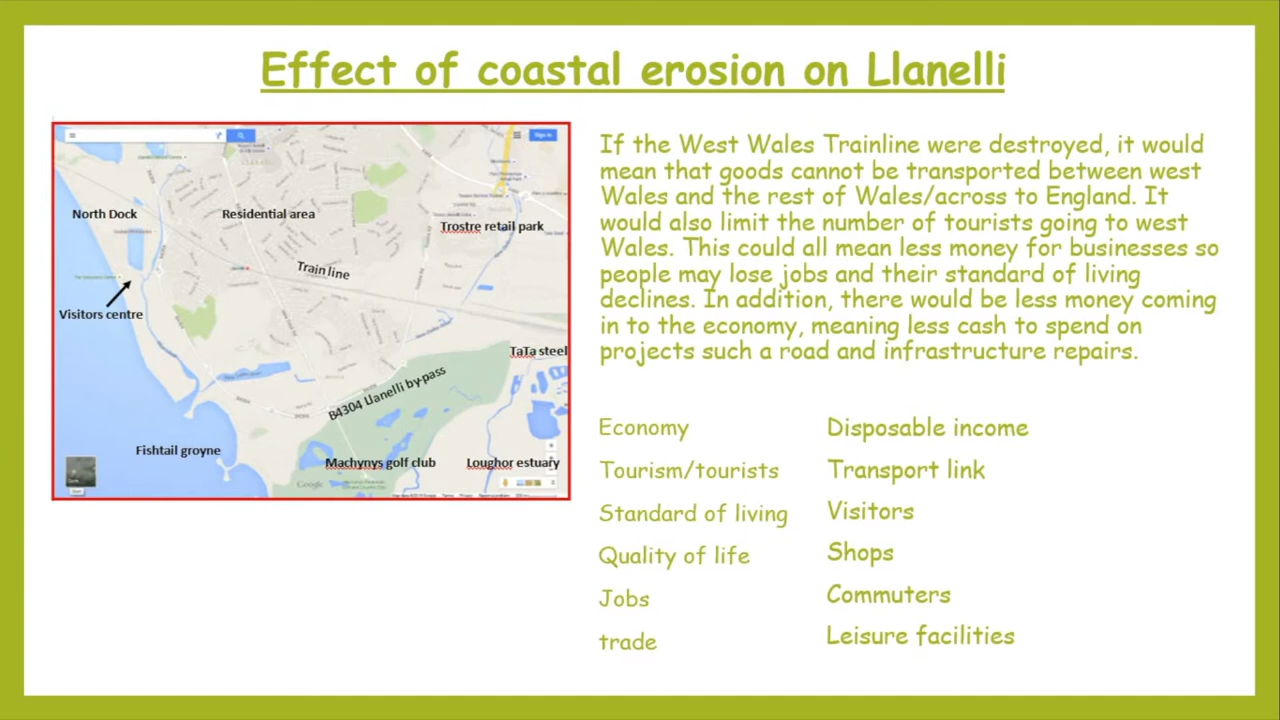 Effect of coastal erosion on Llanelli
Sign in
North Dock
Residential area
Trostre retail park
Train line
Visitors centre
TaTa steel
B4304 Llanelli by-pass
Fishtail groyne
Machynys golf club
Loughor estuary
Google
If the West Wales Trainline were destroyed, it would
mean that goods cannot be transported between west
Wales and the rest of Wales/across to England. It
would also limit the number of tourists going to west
Wales. This could all mean less money for businesses so
people may lose jobs and their standard of living
declines. In addition, there would be less money coming
in to the economy, meaning less cash to spend on
projects such a road and infrastructure repairs.
Economy
Tourism/tourists
Standard of living
Quality of life
Jobs
trade
Disposable income
Transport link
Visitors
Shops
Commuters
Leisure facilities